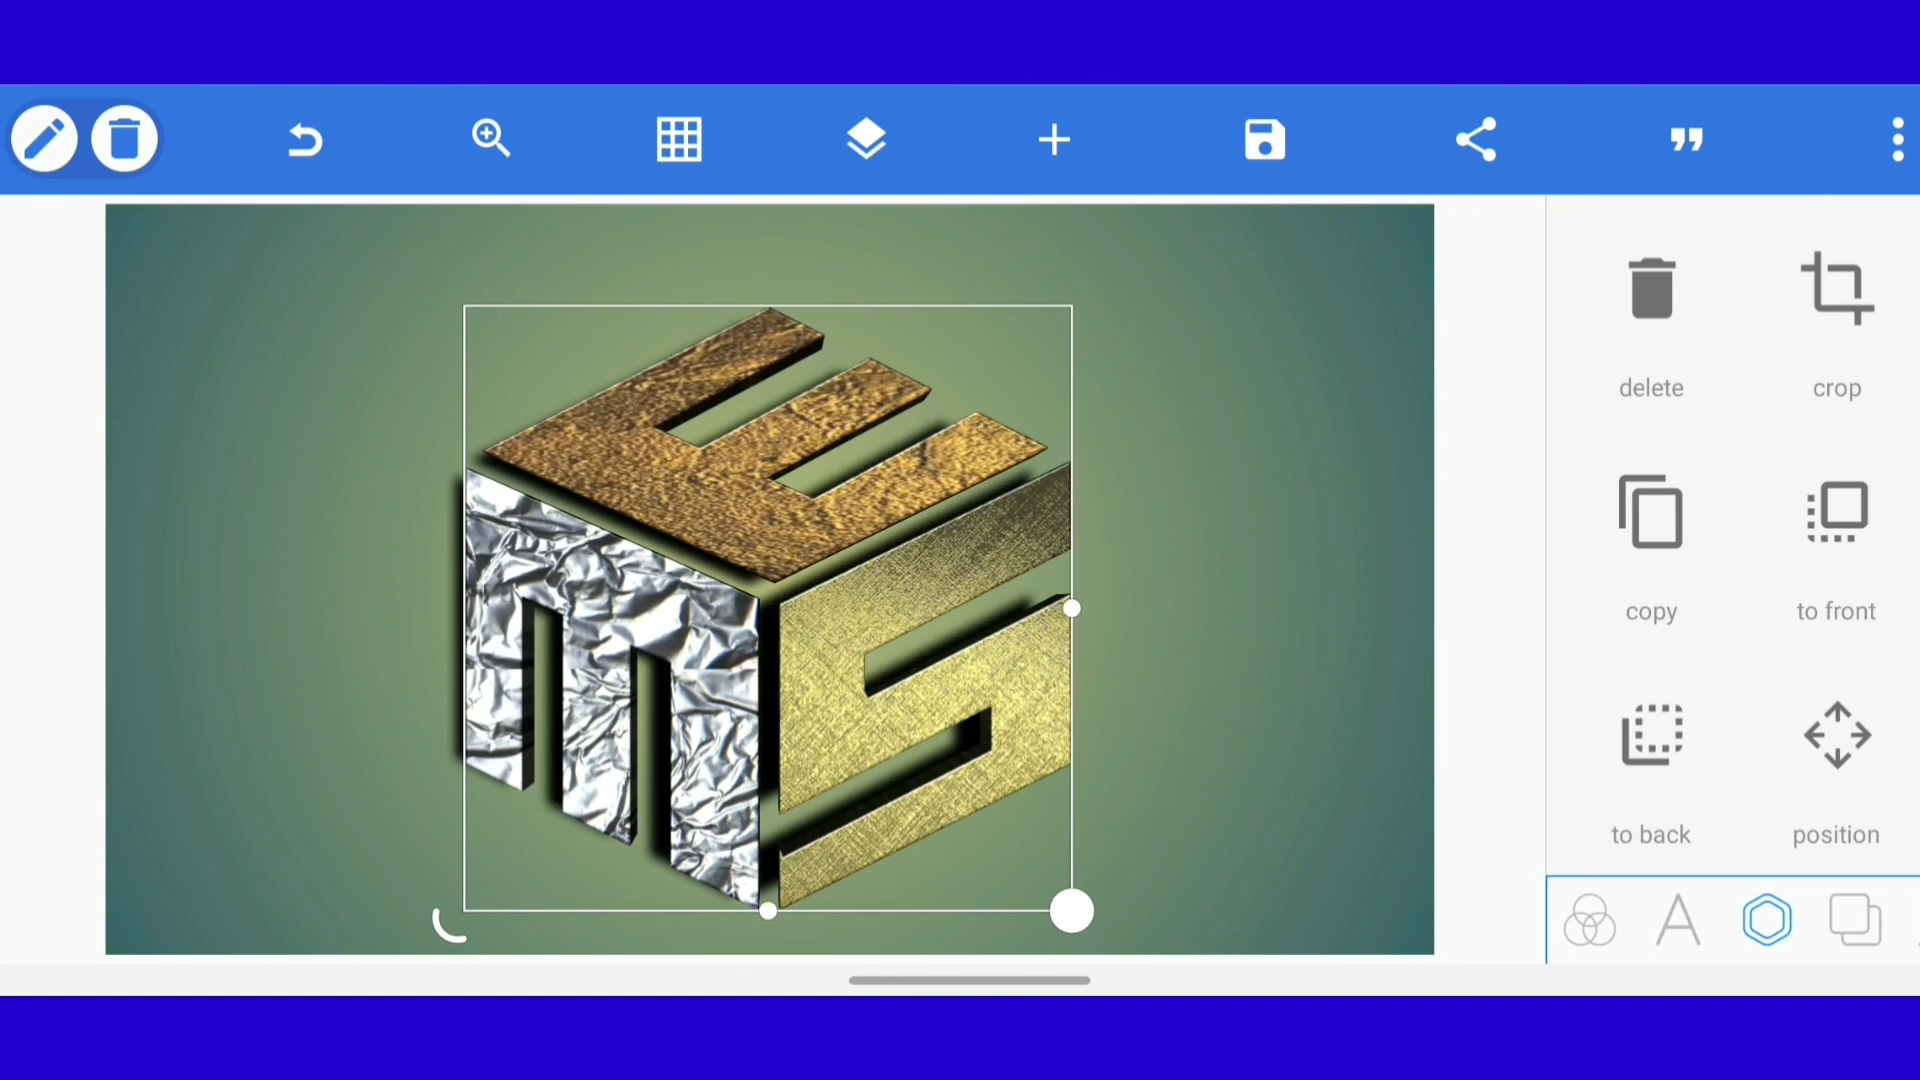 E
M
S
delete
crop
copy
to front
to back
position